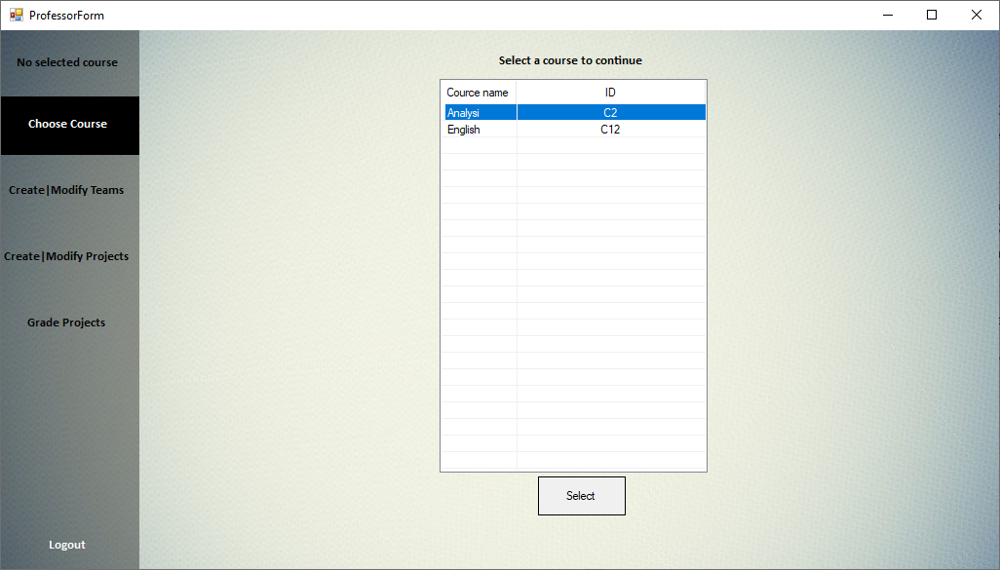 ProfessorForm
No selected course
Choose Course
Create|Modify Teams
Create|Modify Projects
Grade Projects
Logout
Select a course to continue
Cource name ID
Analysi C2
English C12
Select